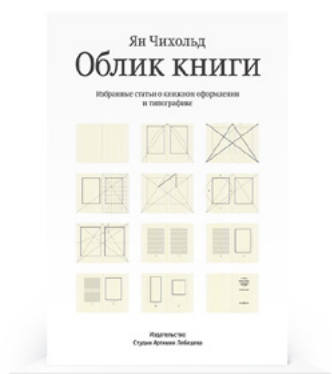 Ян Чихольд
Облик книги
Избранные статьи о книжном оформлении
и типографике
Издательство
Студии Артемия Лебедева